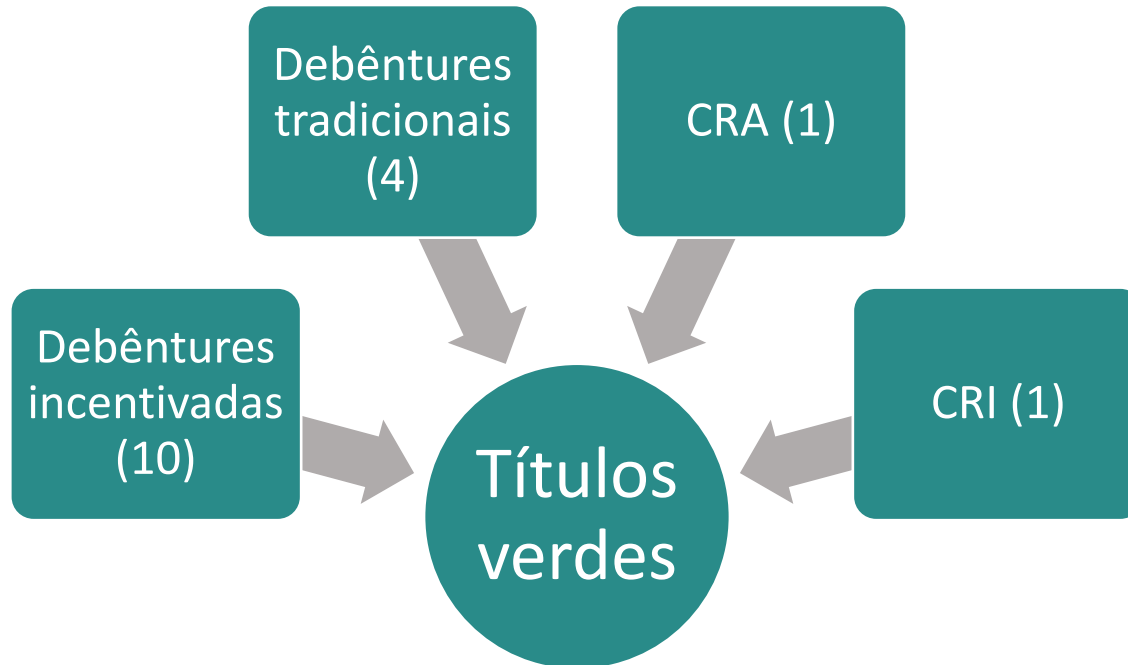 Debêntures
tradicionais
(4)
CRA (1)
Debêntures
incentivadas
(10)
CRI (1)
Títulos
verdes